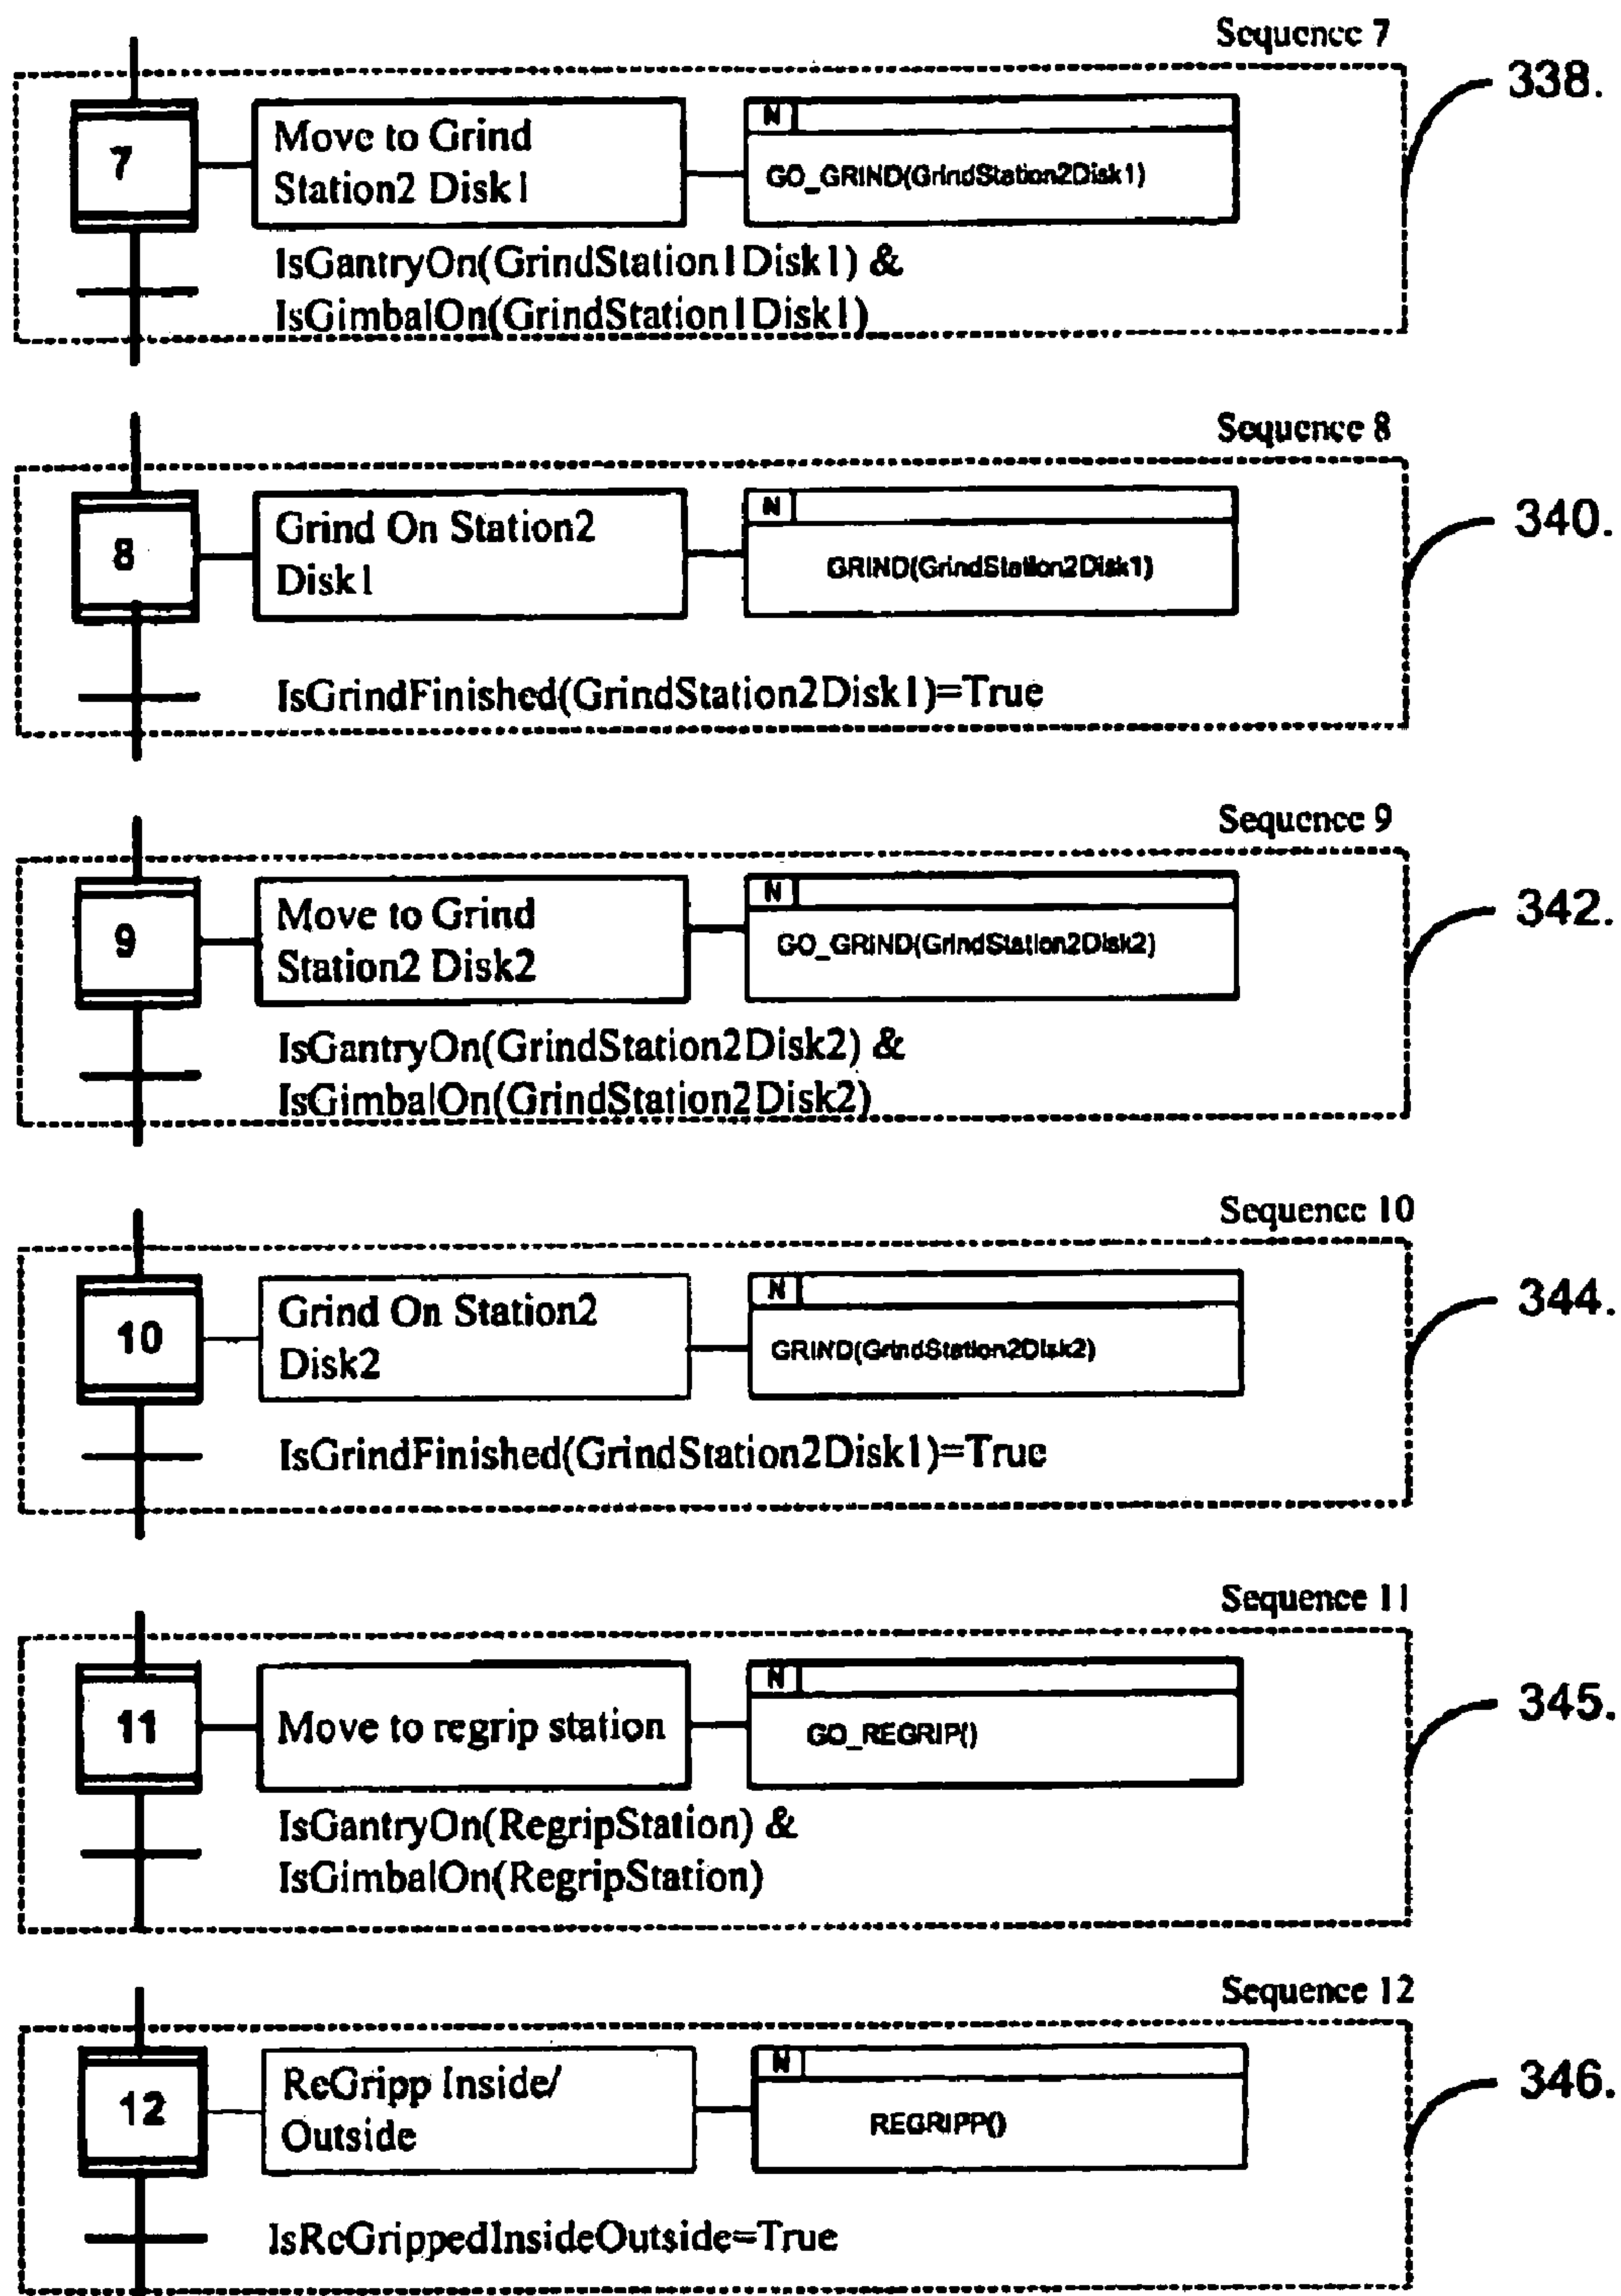 Sequence 7
338.
7
Move to Grind
Station2 Disk1
N
GO_GRIND(GrindStation2Disk1)
IsGantryOn(GrindStation1Disk1) &
IsGimbalOn(GrindStation1Disk1)
Sequence 8
340.
8
Grind On Station2
Disk1
N
GRIND(GrindStation2Disk1)
IsGrindFinished(GrindStation2Disk1)=True
Sequence 9
342.
9
Move to Grind
Station2 Disk2
N
GO_GRIND(GrindStation2Disk2)
IsGantryOn(GrindStation2Disk2) &
IsGimbalOn(GrindStation2Disk2)
Sequence 10
344.
10
Grind On Station2
Disk2
N
GRIND(GrindStation2Disk2)
IsGrindFinished(GrindStation2Disk1)=True
Sequence 11
345.
11
Move to regrip station
N
GO_REGRIP()
IsGantryOn(RegripStation) &
IsGimbalOn(RegripStation)
Sequence 12
346.
12
ReGripp Inside/
Outside
N
REGRIPP()
IsReGrippedInsideOutside=True